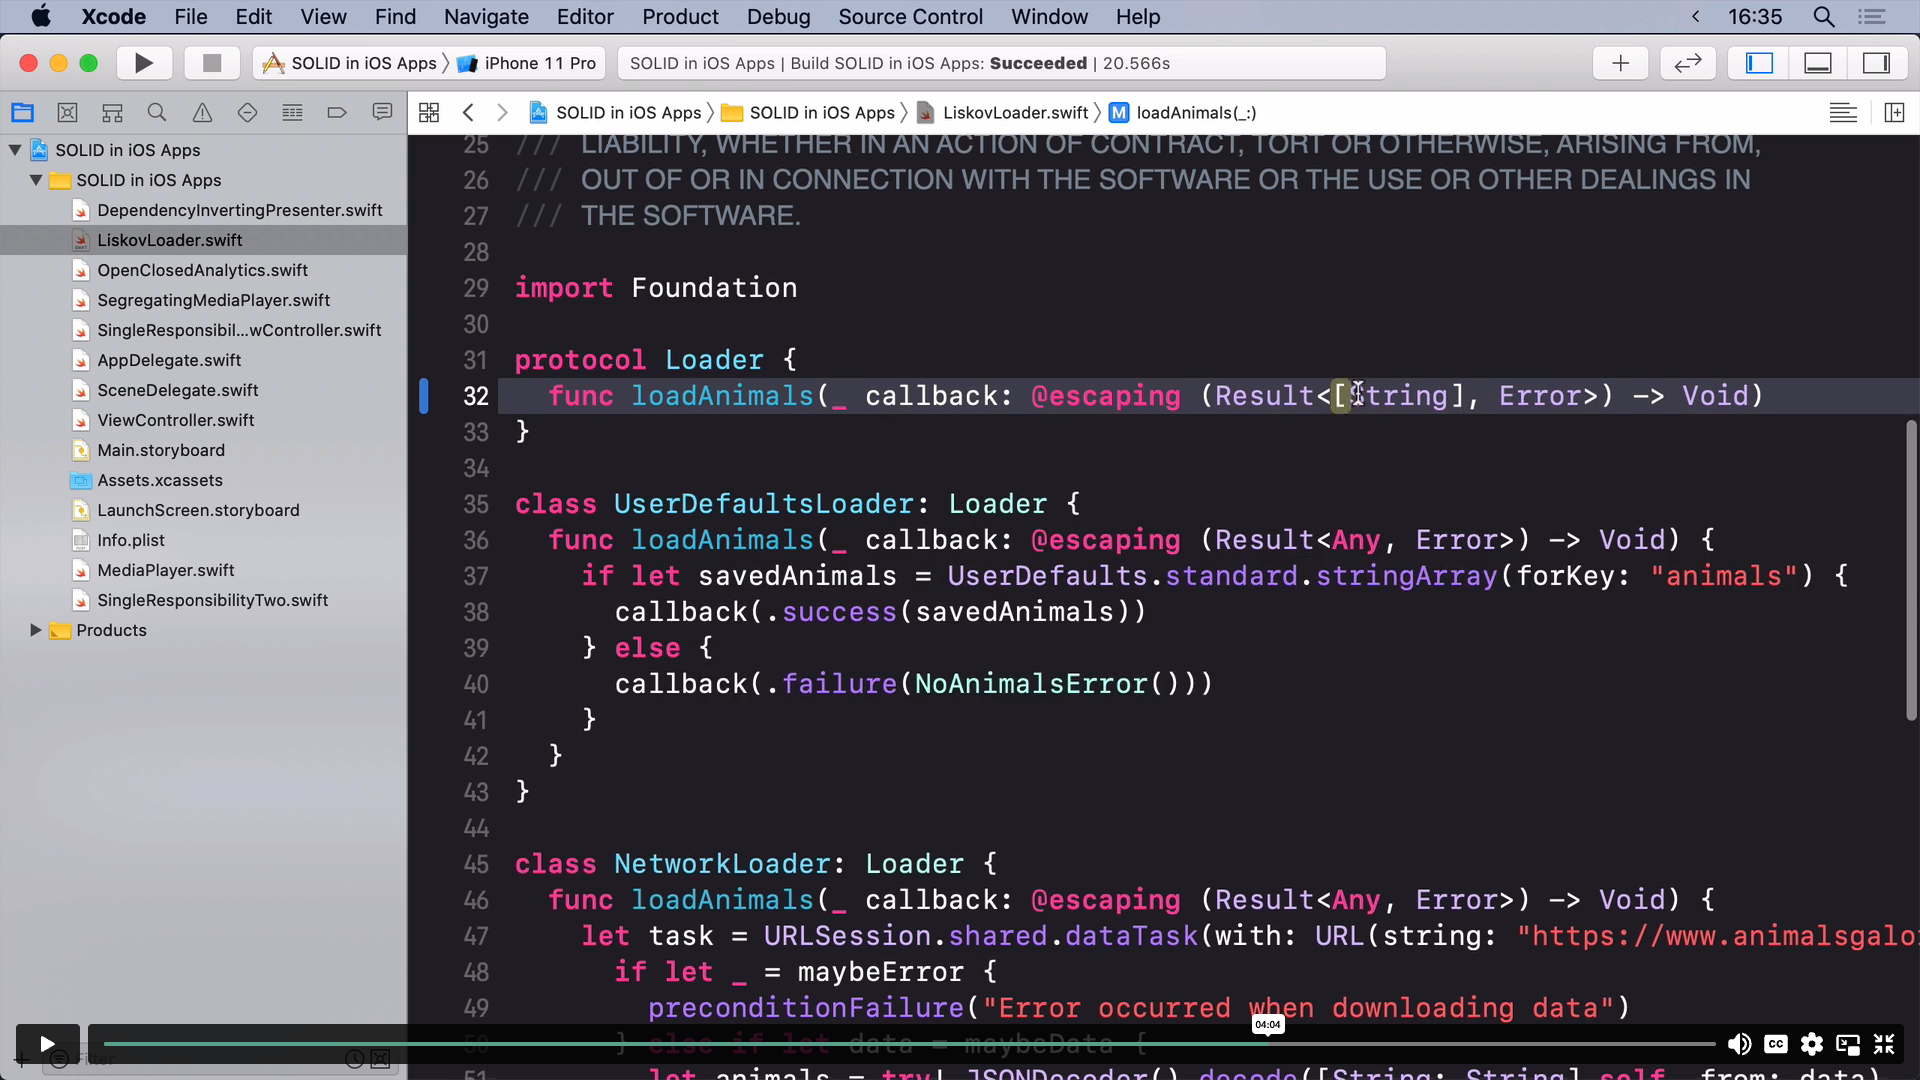 Xcode File Edit View Find Navigate Editor Product Debug Source Control Window Help 16:35
SOLID in iOS Apps iPhone 11 Pro SOLID in iOS Apps | Build SOLID in iOS Apps: Succeeded | 20.566s
SOLID in iOS Apps SOLID in iOS Apps LiskovLoader.swift M loadAnimals(_:)
SOLID in iOS Apps
SOLID in iOS Apps
DependencyInvertingPresenter.swift
LiskovLoader.swift
OpenClosedAnalytics.swift
SegregatingMediaPlayer.swift
SingleResponsibil...wController.swift
AppDelegate.swift
SceneDelegate.swift
ViewController.swift
Main.storyboard
Assets.xcassets
LaunchScreen.storyboard
Info.plist
MediaPlayer.swift
SingleResponsibilityTwo.swift
Products
Filter
25 /// LIABILITY, WHETHER IN AN ACTION OF CONTRACT, TORT OR OTHERWISE, ARISING FROM,
26 /// OUT OF OR IN CONNECTION WITH THE SOFTWARE OR THE USE OR OTHER DEALINGS IN
27 /// THE SOFTWARE.
28
29 import Foundation
30
31 protocol Loader {
32 func loadAnimals(_ callback: @escaping (Result<[String], Error>) -> Void)
33 }
34
35 class UserDefaultsLoader: Loader {
36 func loadAnimals(_ callback: @escaping (Result<Any, Error>) -> Void) {
37 if let savedAnimals = UserDefaults.standard.stringArray(forKey: "animals") {
38 callback(.success(savedAnimals))
39 } else {
40 callback(.failure(NoAnimalsError()))
41 }
42 }
43 }
44
45 class NetworkLoader: Loader {
46 func loadAnimals(_ callback: @escaping (Result<Any, Error>) -> Void) {
47 let task = URLSession.shared.dataTask(with: URL(string: "https://www.animalsgalo
48 if let _ = maybeError {
49 preconditionFailure("Error occurred when downloading data")
50 } else if let data = maybeData {
51 let animals = try! JSONDecoder().decode([String: String].self, from: data)
04:04
CC